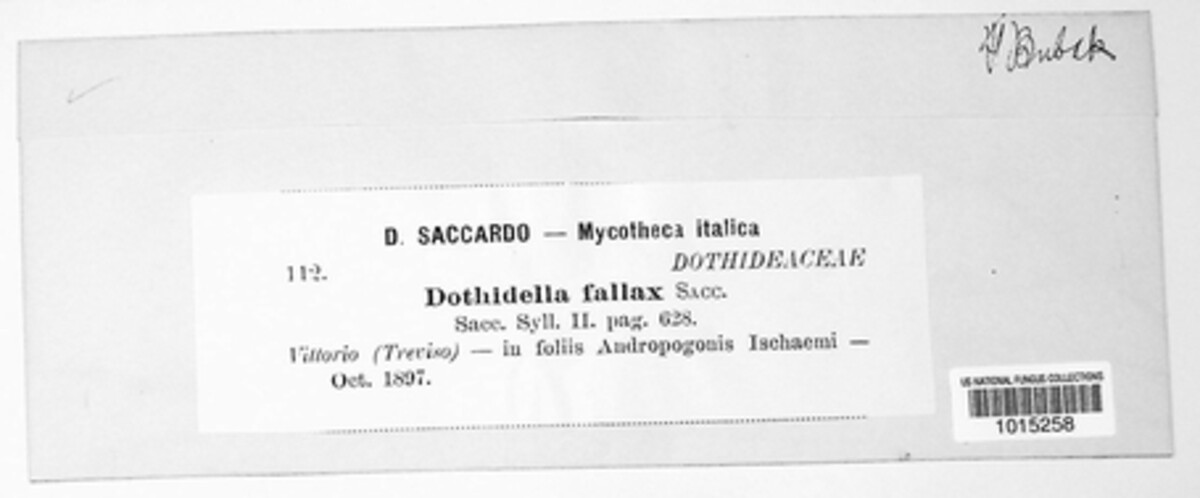 Bubak
D. SACCARDO — Mycotheca italica
112.
DOTHIDEACEAE
Dothidella fallax SACC.
Sacc. Syll. II. pag. 628.
Vittorio (Treviso) — in foliis Andropogonis Ischaemi —
Oct. 1897.
US NATIONAL FUNGUS COLLECTIONS
1015258